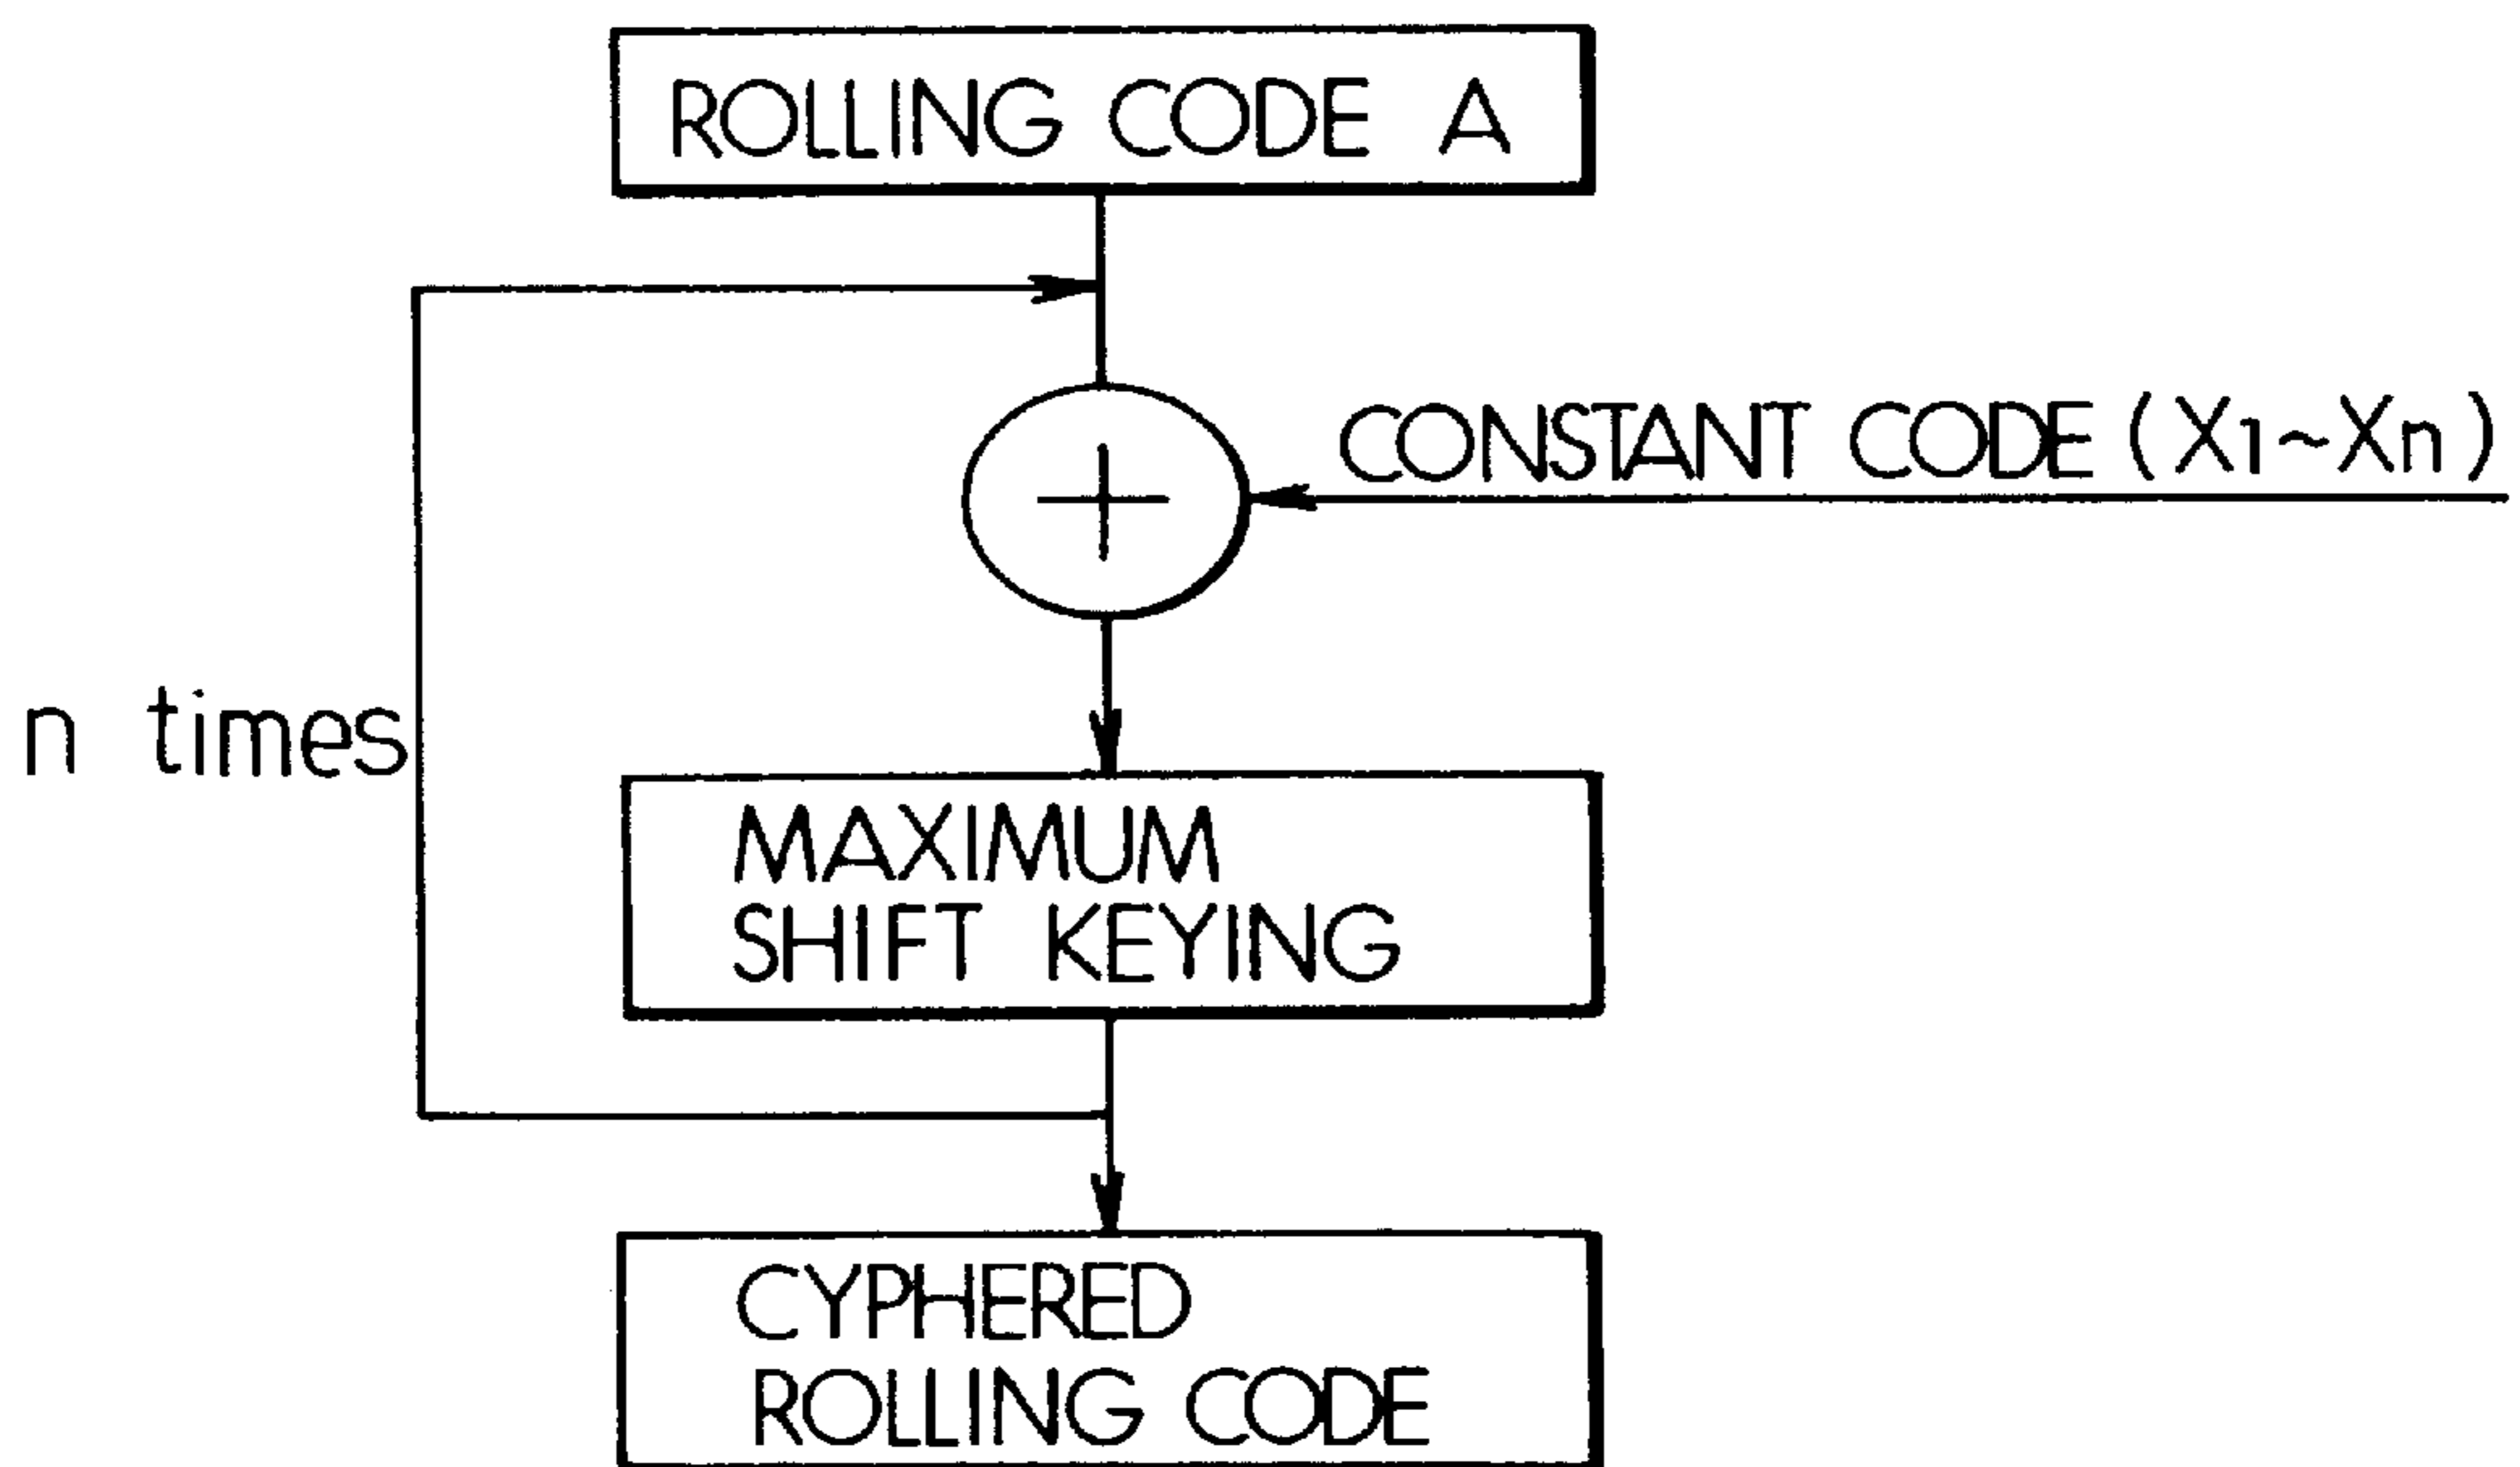 ROLLING CODE A
CONSTANT CODE (X1~Xn)
n times
MAXIMUM
SHIFT KEYING
CYPHERED
ROLLING CODE